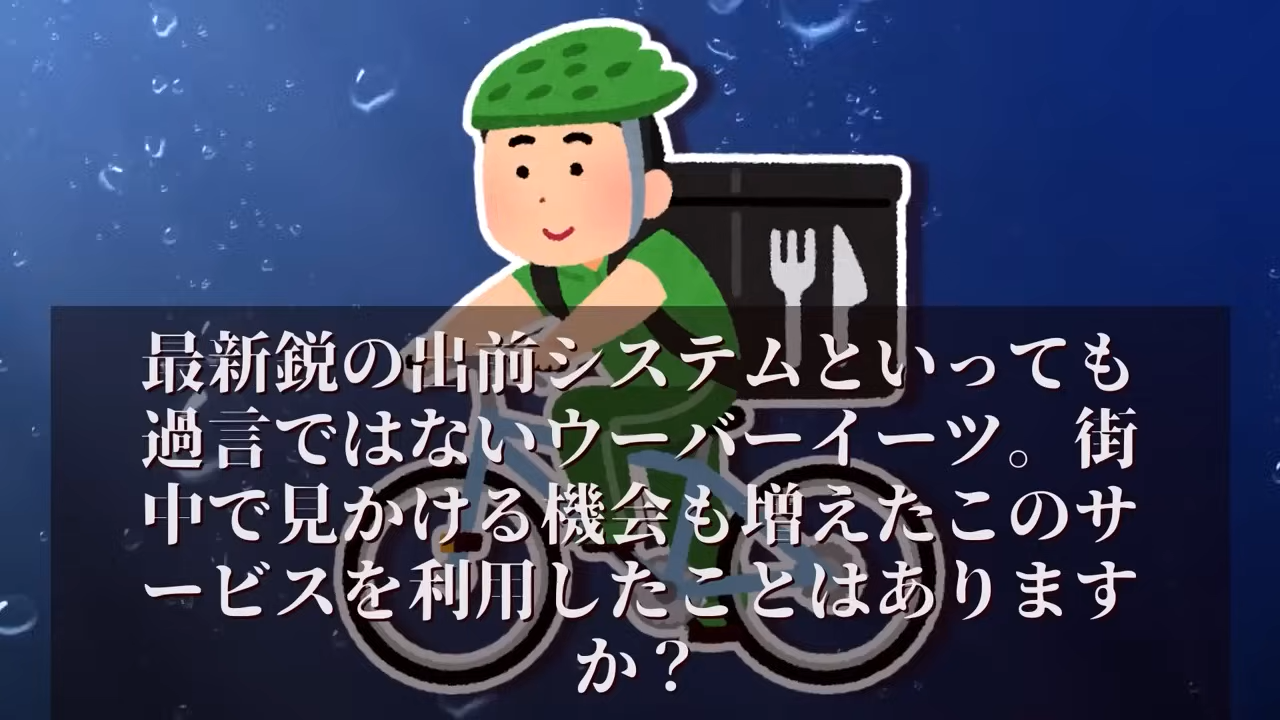 最新鋭の出前システムといっても
過言ではないウーバーイーツ。街
中で見かける機会も増えたこのサ
ービスを利用したことはあります
か？